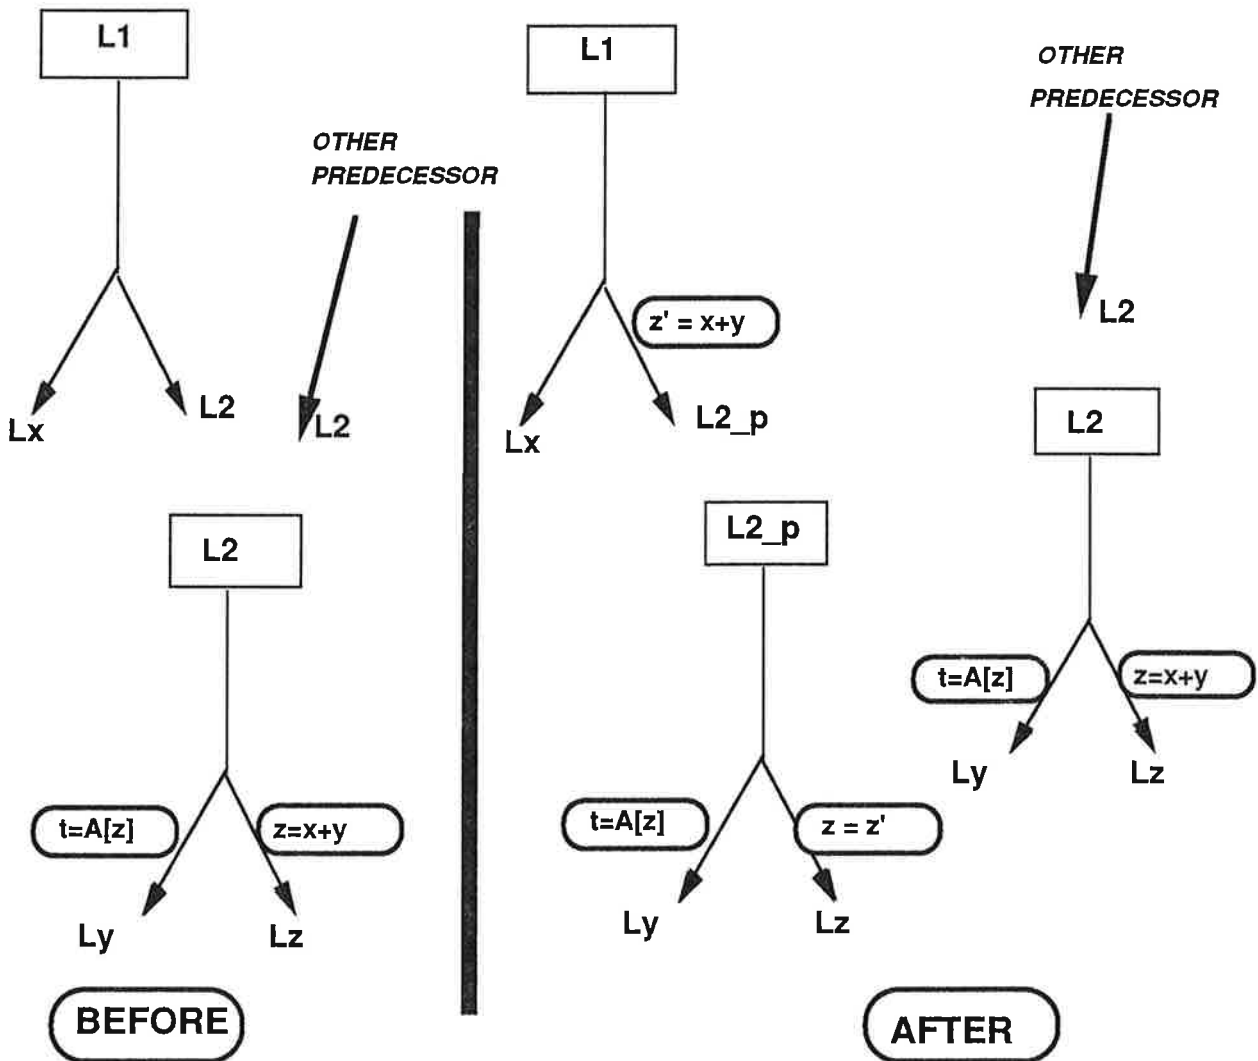 L1
OTHER
PREDECESSOR
Lx
L2
L2
L2
t=A[z]
z=x+y
Ly
Lz
BEFORE
L1
z' = x+y
Lx
L2_p
L2_p
t=A[z]
z = z'
Ly
Lz
OTHER
PREDECESSOR
L2
L2
t=A[z]
z=x+y
Ly
Lz
AFTER